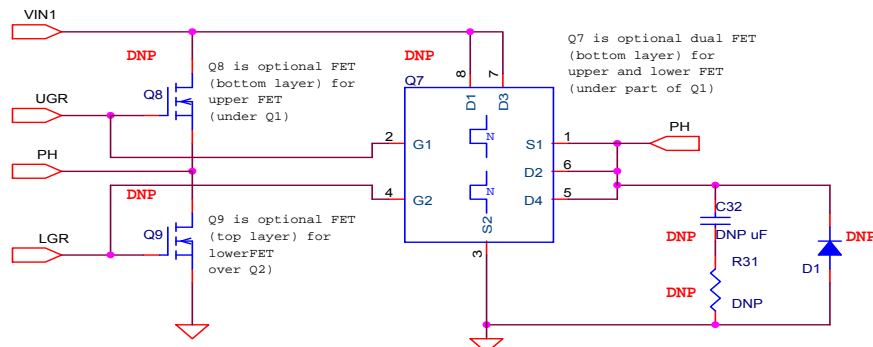 VIN1
DNP
Q8 is optional FET
(bottom layer) for
upper FET
(under Q1)
Q8
UGR
PH
DNP
Q9 is optional FET
(top layer) for
lowerFET
over Q2)
Q9
LGR
DNP
Q7
Q7 is optional dual FET
(bottom layer) for
upper and lower FET
(under part of Q1)
8
7
D1
D3
2
G1
4
G2
N
N
S1
1
D2
6
D4
5
S2
3
PH
C32
DNP uF
DNP
R31
DNP
DNP
D1
DNP